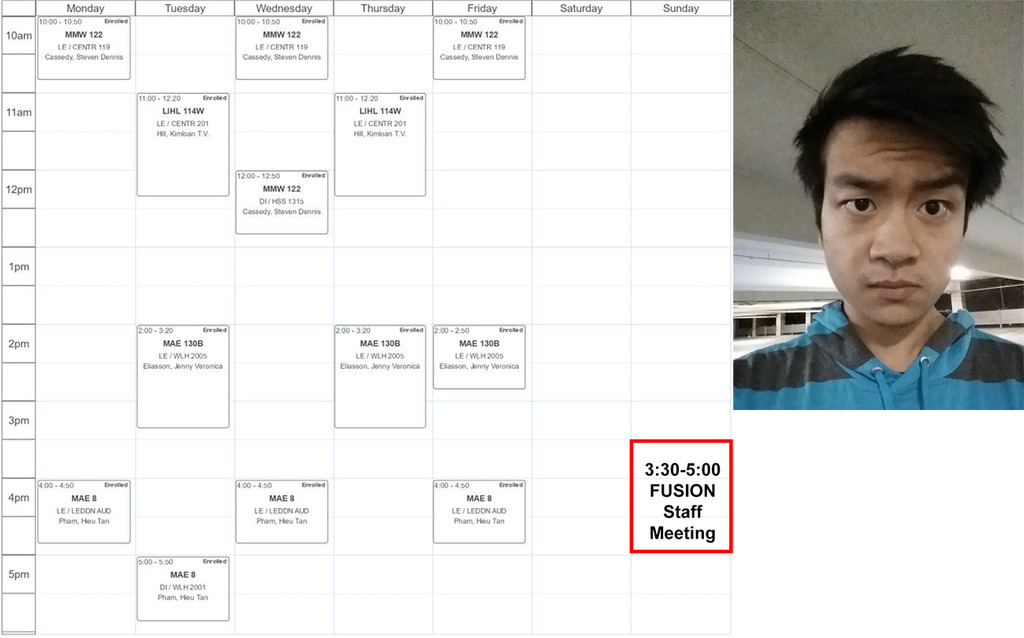 Monday Tuesday Wednesday Thursday Friday Saturday Sunday
10am
10:00 - 10:50 Enrolled
MMW 122
LE / CENTR 119
Cassedy, Steven Dennis
10:00 - 10:50 Enrolled
MMW 122
LE / CENTR 119
Cassedy, Steven Dennis
10:00 - 10:50 Enrolled
MMW 122
LE / CENTR 119
Cassedy, Steven Dennis
11am
11:00 - 12:20 Enrolled
LIHL 114W
LE / CENTR 201
Hill, Kimloan T.V.
11:00 - 12:20 Enrolled
LIHL 114W
LE / CENTR 201
Hill, Kimloan T.V.
12pm
12:00 - 12:50 Enrolled
MMW 122
DI / HSS 1315
Cassedy, Steven Dennis
1pm
2pm
2:00 - 3:20 Enrolled
MAE 130B
LE / WLH 2005
Eliasson, Jenny Veronica
2:00 - 3:20 Enrolled
MAE 130B
LE / WLH 2005
Eliasson, Jenny Veronica
2:00 - 2:50 Enrolled
MAE 130B
LE / WLH 2005
Eliasson, Jenny Veronica
3pm
3:30-5:00
FUSION
Staff
Meeting
4pm
4:00 - 4:50 Enrolled
MAE 8
LE / LEDDN AUD
Pham, Hieu Tan
4:00 - 4:50 Enrolled
MAE 8
LE / LEDDN AUD
Pham, Hieu Tan
4:00 - 4:50 Enrolled
MAE 8
LE / LEDDN AUD
Pham, Hieu Tan
5pm
5:00 - 5:50 Enrolled
MAE 8
DI / WLH 2001
Pham, Hieu Tan